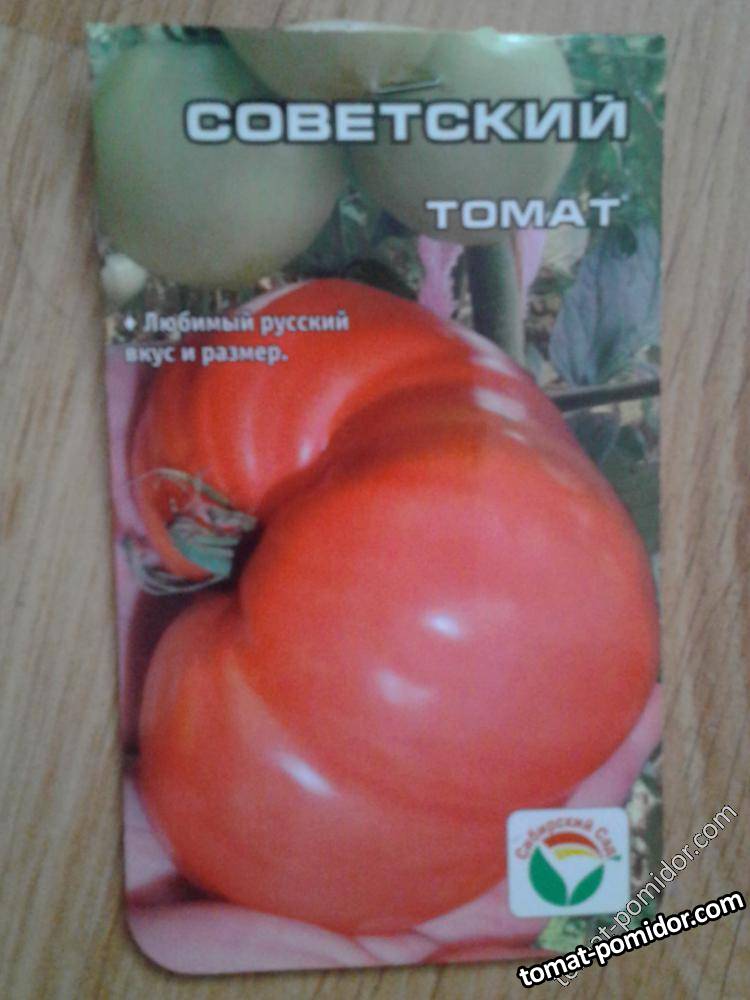 СОВЕТСКИЙ
ТОМАТ
♦ Любимый русский
вкус и размер.
Сибирский Сад
tomat-pomidor.com
tomat-pomidor.com